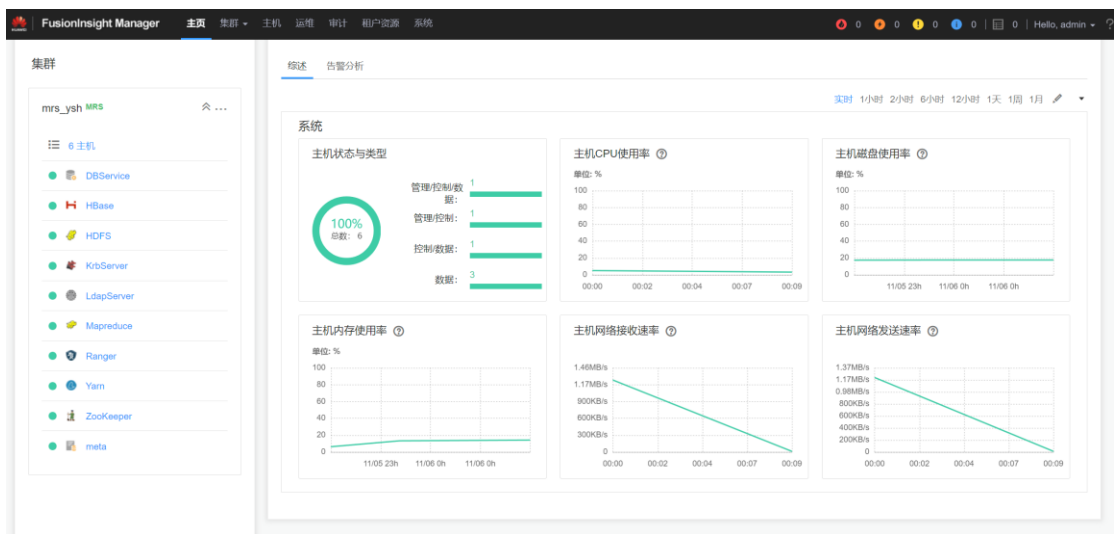 FusionInsight Manager 主页 集群 主机 运维 审计 租户资源 系统 0 0 0 0 0 Hello, admin
集群
mrs_ysh MRS
6 主机
DBService
HBase
HDFS
KrbServer
LdapServer
Mapreduce
Ranger
Yarn
ZooKeeper
meta
综述 告警分析
实时 1小时 2小时 6小时 12小时 1天 1周 1月
系统
主机状态与类型
100%
总数: 6
管理/控制/数
据:
1
管理/控制:
1
控制/数据:
1
数据:
3
主机CPU使用率
单位: %
100
80
60
40
20
0
00:00 00:02 00:04 00:07 00:09
主机磁盘使用率
单位: %
100
80
60
40
20
0
11/05 23h 11/06 0h 11/06 0h
主机内存使用率
单位: %
100
80
60
40
20
0
11/05 23h 11/06 0h 11/06 0h
主机网络接收速率
1.46MB/s
1.17MB/s
900KB/s
600KB/s
300KB/s
0
00:00 00:02 00:04 00:07 00:09
主机网络发送速率
1.37MB/s
1.17MB/s
0.98MB/s
800KB/s
600KB/s
400KB/s
200KB/s
0
00:00 00:02 00:04 00:07 00:09